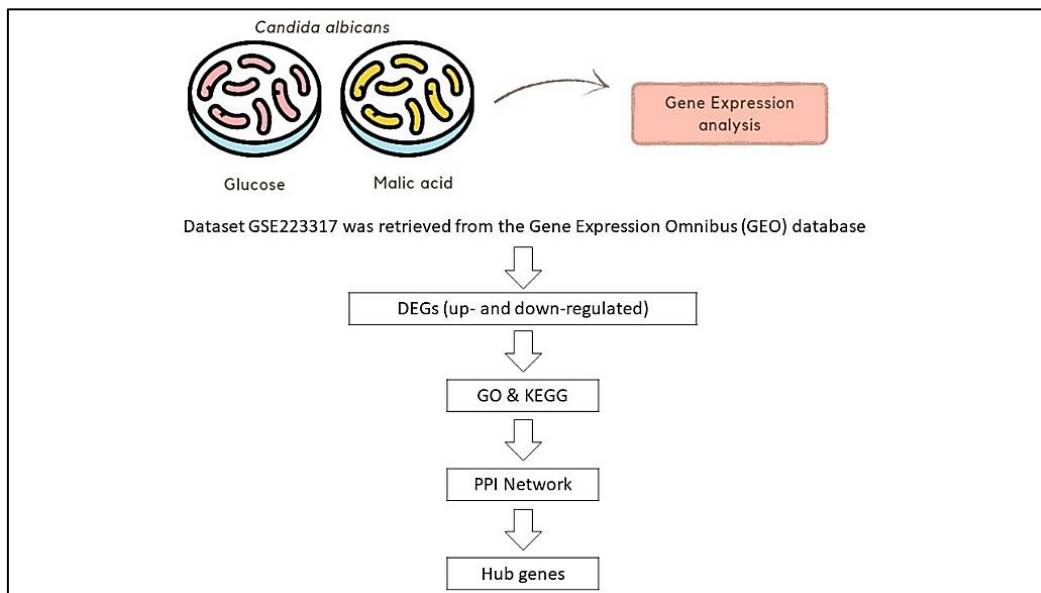 Candida albicans
Gene Expression
analysis
Glucose
Malic acid
Dataset GSE223317 was retrieved from the Gene Expression Omnibus (GEO) database
DEGs (up- and down-regulated)
GO & KEGG
PPI Network
Hub genes